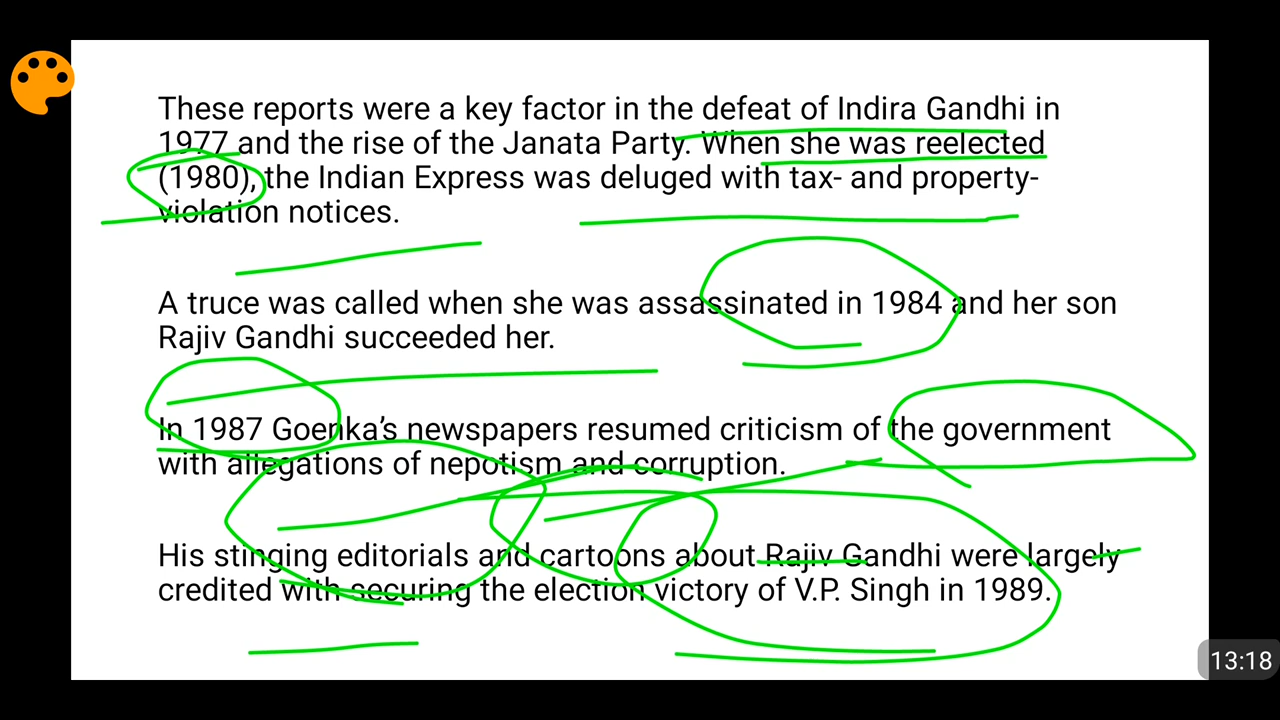 These reports were a key factor in the defeat of Indira Gandhi in
1977 and the rise of the Janata Party. When she was reelected
(1980), the Indian Express was deluged with tax- and property-
violation notices.
A truce was called when she was assassinated in 1984 and her son
Rajiv Gandhi succeeded her.
In 1987 Goenka's newspapers resumed criticism of the government
with allegations of nepotism and corruption.
His stinging editorials and cartoons about Rajiv Gandhi were largely
credited with securing the election victory of V.P. Singh in 1989.
13:18